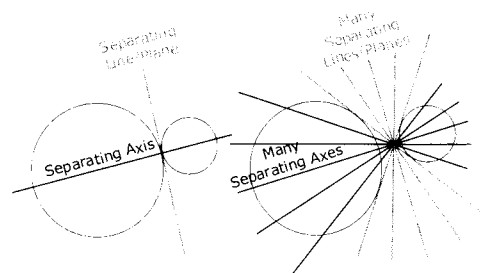 Separating
Line/Plane
Separating Axis
Many
Separating
Lines/Planes
Many
Separating Axes